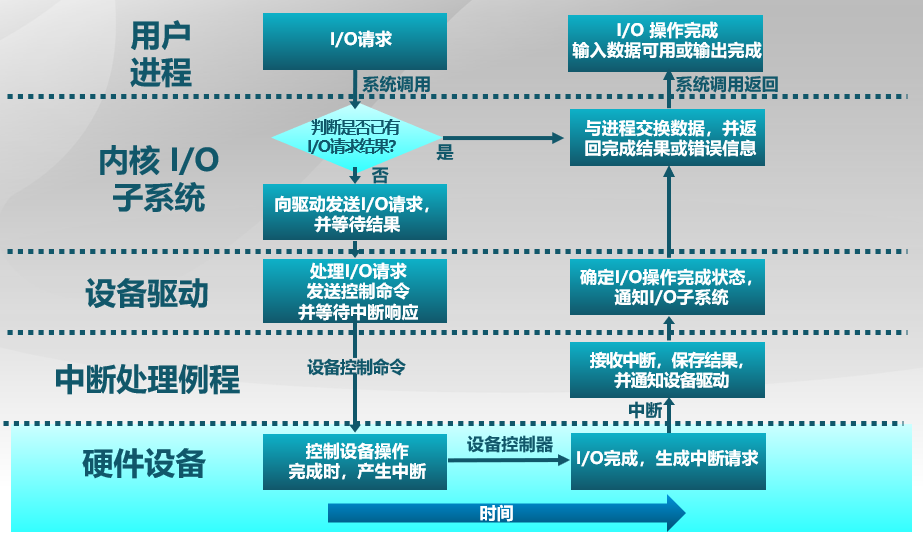 用户
进程
I/O请求
I/O 操作完成
输入数据可用或输出完成
系统调用
系统调用返回
内核 I/O
子系统
判断是否已有
I/O请求结果?
是
否
与进程交换数据，并返
回完成结果或错误信息
向驱动发送I/O请求，
并等待结果
设备驱动
处理I/O请求
发送控制命令
并等待中断响应
确定I/O操作完成状态，
通知I/O子系统
中断处理例程
设备控制命令
接收中断，保存结果，
并通知设备驱动
中断
硬件设备
控制设备操作
完成时，产生中断
设备控制器
I/O完成，生成中断请求
时间